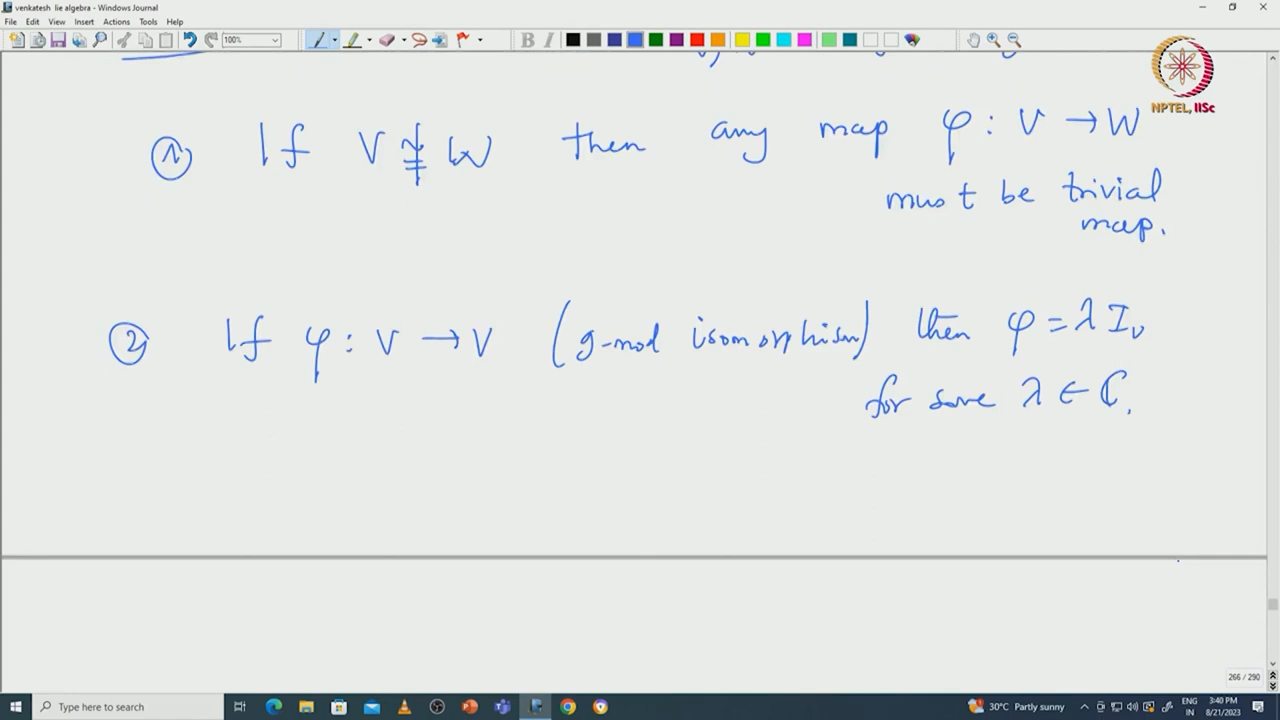 venkatesh lie algebra - Windows Journal
File Edit View Insert Actions Tools Help
100%
B I
NPTEL, IISc
① If V ≇ W then any map φ : V → W
must be trivial
map.
② If φ : V → V (g-mod isomorphism) then φ = λ I_V
for some λ ∈ ℂ.
266 / 290
Type here to search
30°C Partly sunny
ENG
IN
3:40 PM
8/21/2023